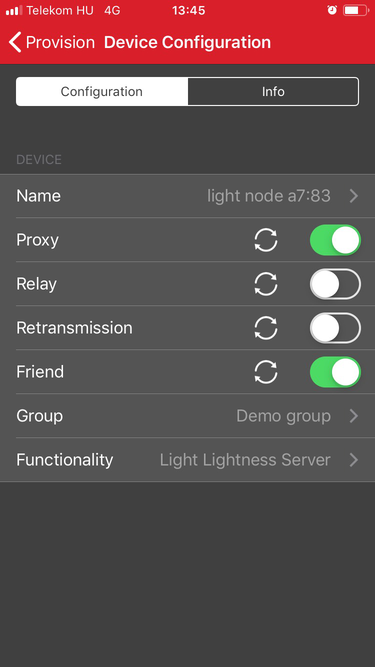 Telekom HU 4G 13:45
Provision Device Configuration
Configuration Info
DEVICE
Name light node a7:83
Proxy
Relay
Retransmission
Friend
Group Demo group
Functionality Light Lightness Server